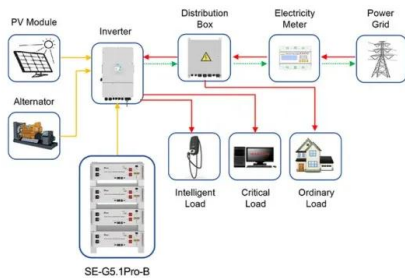 PV Module
Inverter
Distribution
Box
Electricity
Meter
Power
Grid
Alternator
Intelligent
Load
Critical
Load
Ordinary
Load
SE-G5.1Pro-B